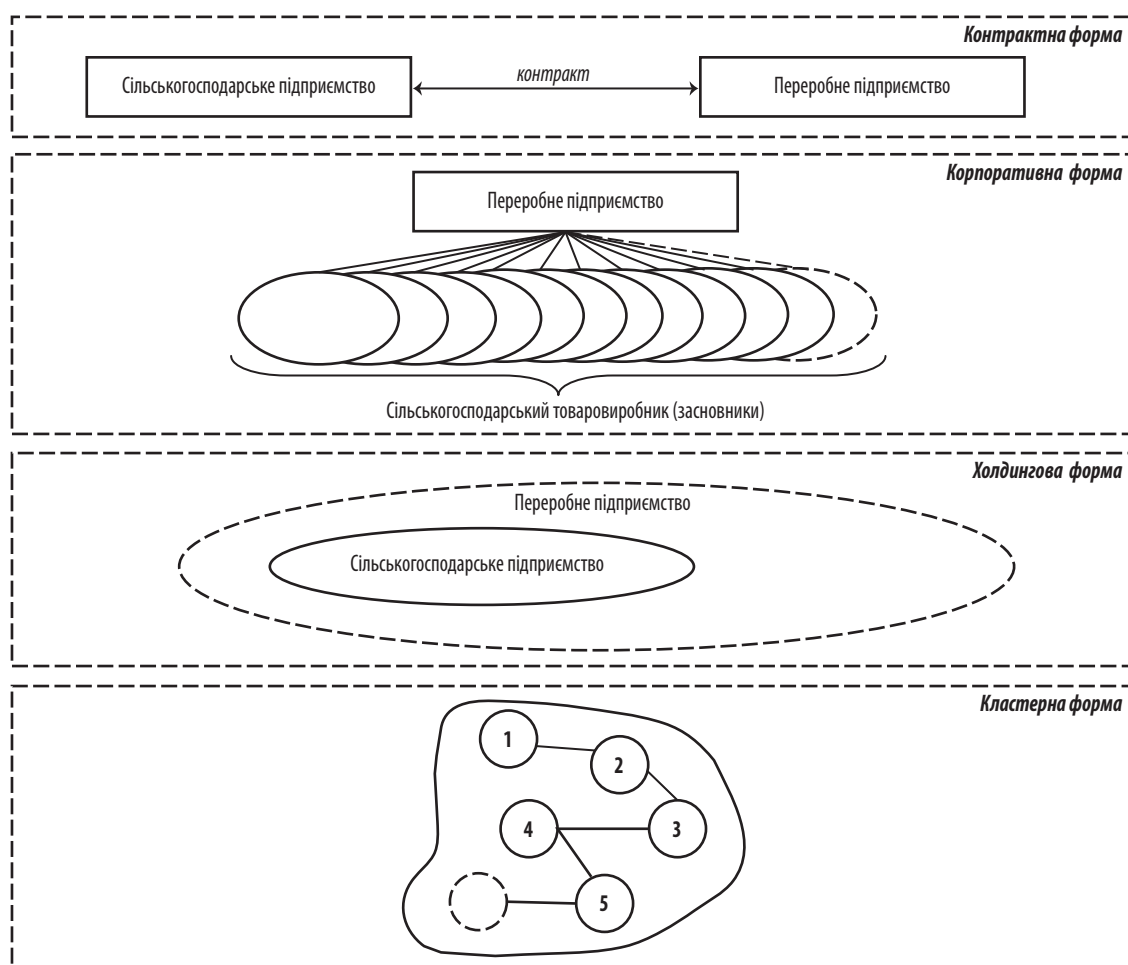 Контрактна форма
Сільськогосподарське підприємство
контракт
Переробне підприємство
Корпоративна форма
Переробне підприємство
Сільськогосподарський товаровиробник (засновники)
Холдингова форма
Переробне підприємство
Сільськогосподарське підприємство
Кластерна форма
1
2
4
3
5